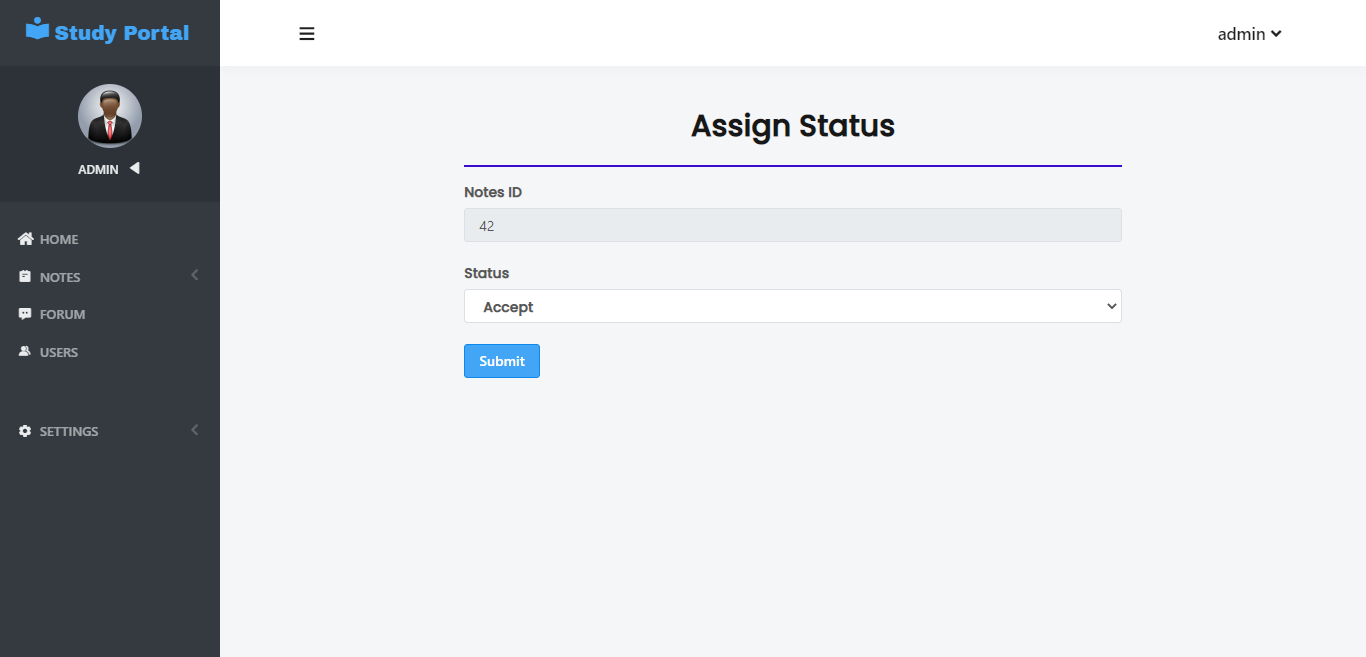 Study Portal
admin
ADMIN
HOME
NOTES
FORUM
USERS
SETTINGS
Assign Status
Notes ID
42
Status
Accept
Submit